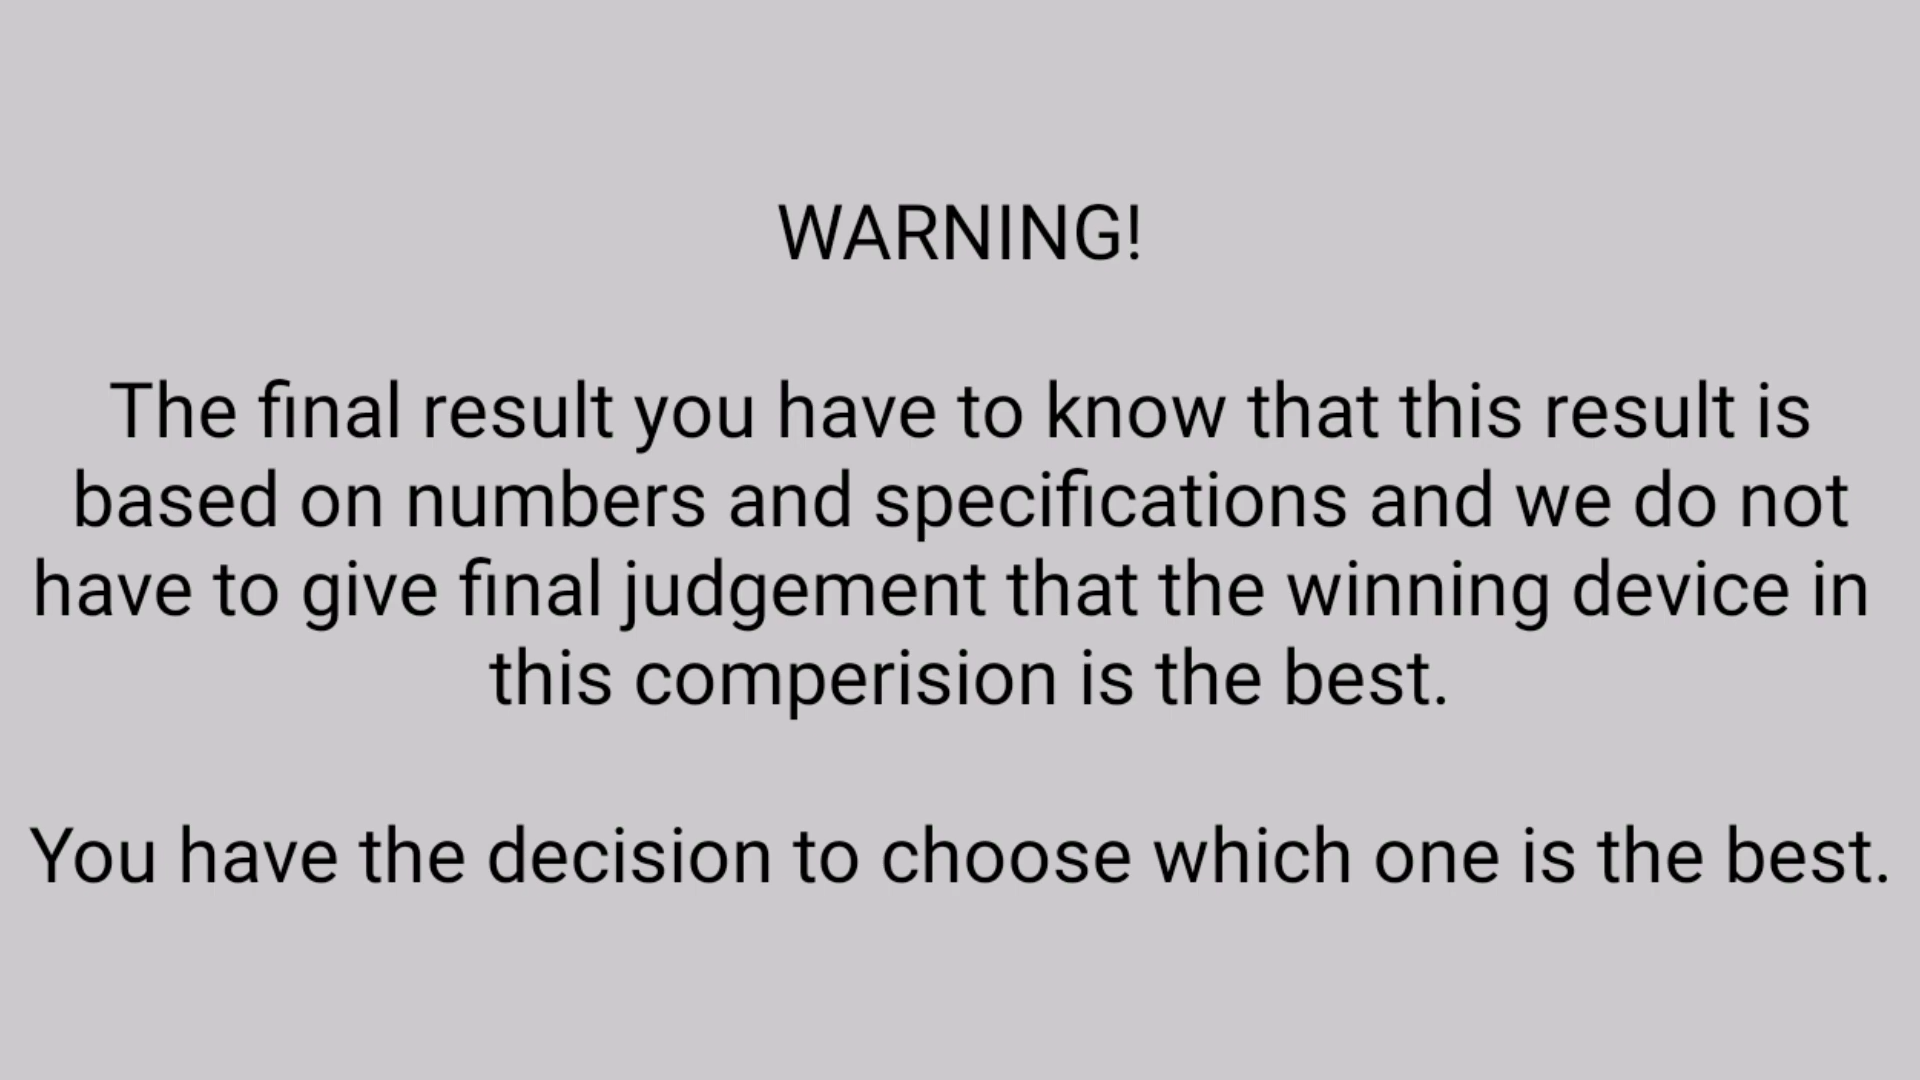 WARNING!
The final result you have to know that this result is
based on numbers and specifications and we do not
have to give final judgement that the winning device in
this comperision is the best.
You have the decision to choose which one is the best.